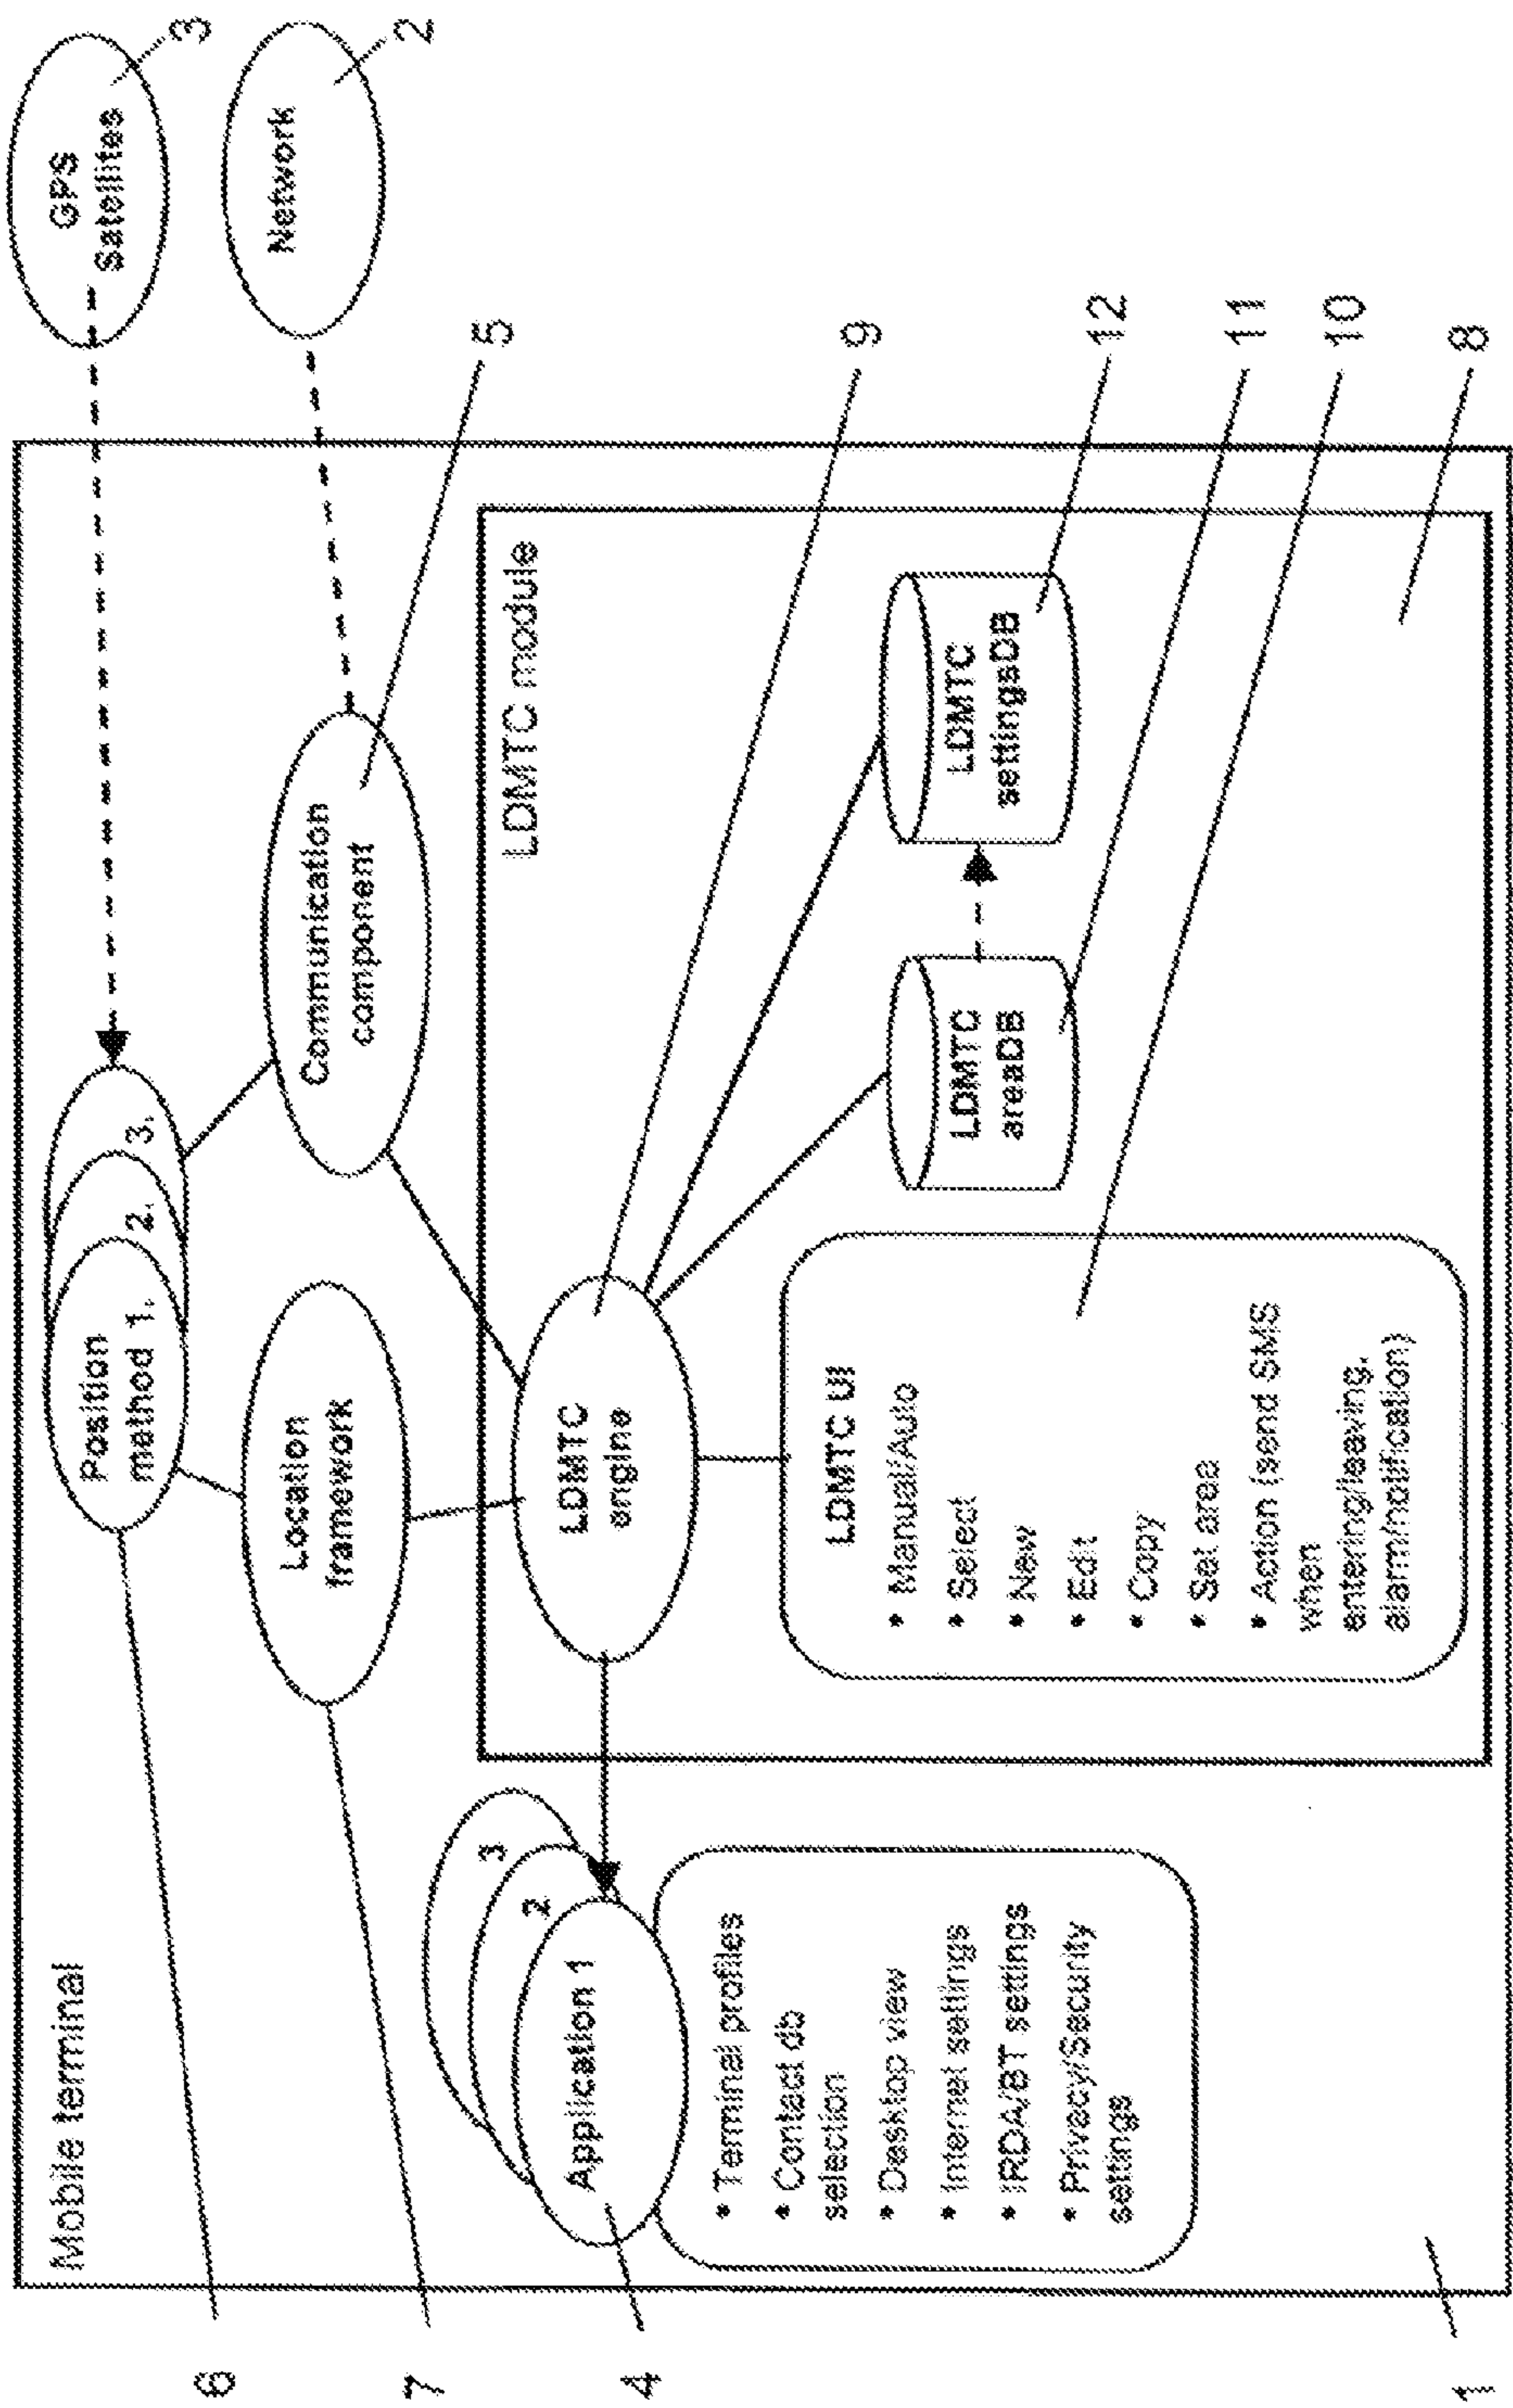 Mobile terminal
6
7
4
1
Position
method 1.
2.
3.
GPS
Satellites
3
Network
2
Location
framework
Communication
component
5
LDMTC module
LDMTC
engine
9
LDMTC
areaDB
LDMTC
settingsDB
12
11
10
8
LDMTC UI
• Manual/Auto
• Select
• New
• Edit
• Copy
• Set area
• Action (send SMS
when
entering/leaving,
alarm/notification)
Application 1
2
3
• Terminal profiles
• Contact db
selection
• Desktop view
• Internet settings
• IRDA/BT settings
• Privacy/Security
settings